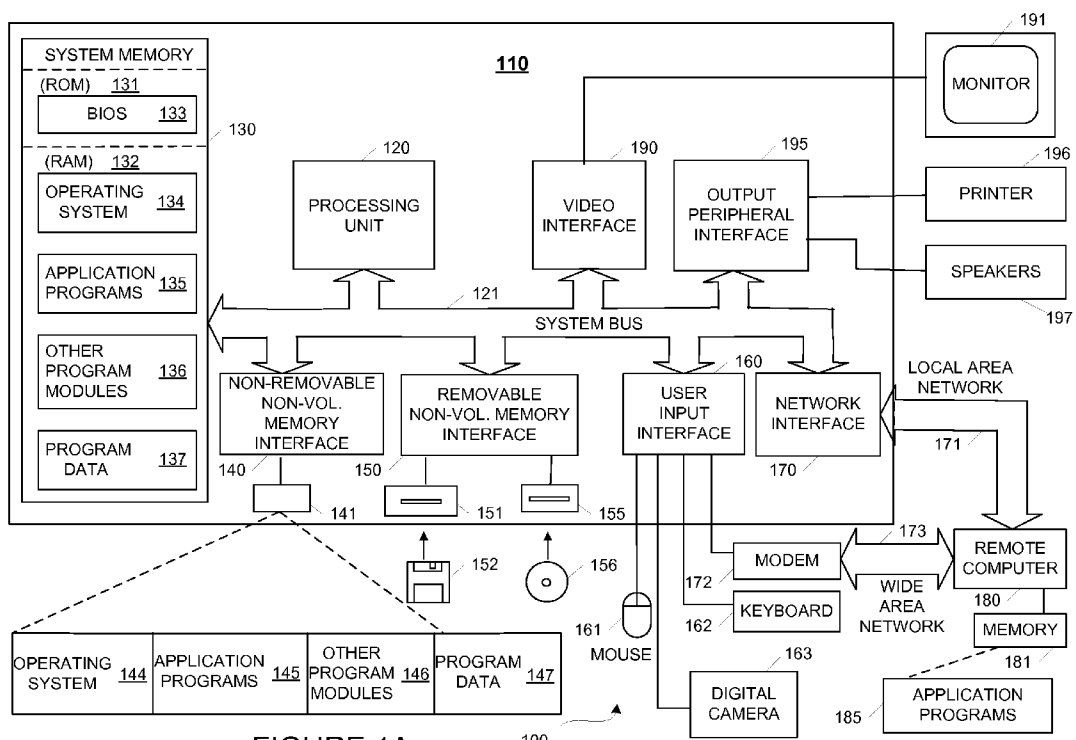 SYSTEM MEMORY
(ROM) 131
BIOS 133
130
(RAM) 132
OPERATING
SYSTEM 134
APPLICATION
PROGRAMS 135
OTHER
PROGRAM
MODULES 136
PROGRAM
DATA 137
110
120
PROCESSING
UNIT
190
VIDEO
INTERFACE
195
OUTPUT
PERIPHERAL
INTERFACE
191
MONITOR
196
PRINTER
SPEAKERS
197
121
SYSTEM BUS
NON-REMOVABLE
NON-VOL.
MEMORY
INTERFACE
140
REMOVABLE
NON-VOL. MEMORY
INTERFACE
150
160
USER
INPUT
INTERFACE
NETWORK
INTERFACE
170
LOCAL AREA
NETWORK
171
141
151
155
152
156
MODEM
172
173
WIDE
AREA
NETWORK
REMOTE
COMPUTER
180
KEYBOARD
162
161
MOUSE
163
DIGITAL
CAMERA
MEMORY
181
185
APPLICATION
PROGRAMS
OPERATING
SYSTEM 144
APPLICATION
PROGRAMS 145
OTHER
PROGRAM
MODULES 146
PROGRAM
DATA 147